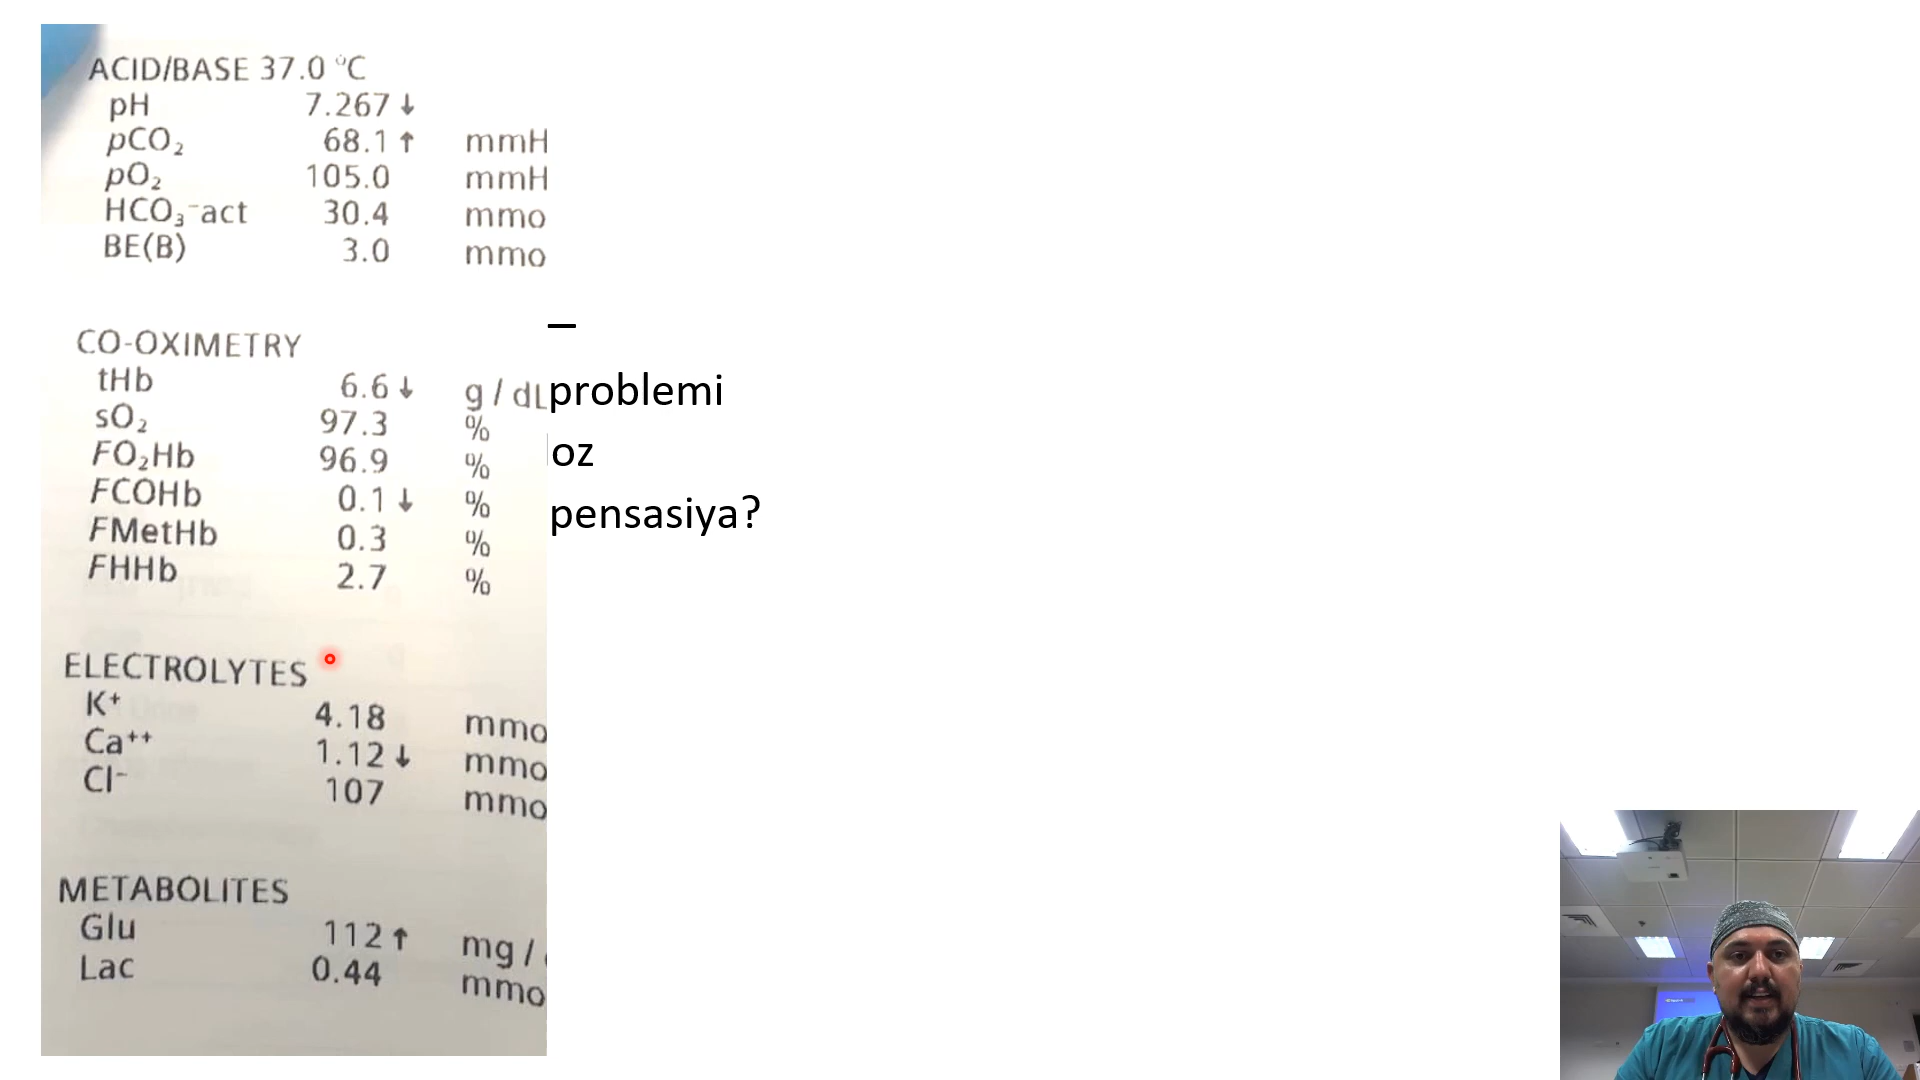 ACID/BASE 37.0 °C
pH 7.267 ↓
pCO₂ 68.1 ↑ mmH
pO₂ 105.0 mmH
HCO₃⁻act 30.4 mmo
BE(B) 3.0 mmo
CO-OXIMETRY
tHb 6.6 ↓ g / dL
sO₂ 97.3 %
FO₂Hb 96.9 %
FCOHb 0.1 ↓ %
FMetHb 0.3 %
FHHb 2.7 %
ELECTROLYTES
K⁺ 4.18 mmo
Ca⁺⁺ 1.12 ↓ mmo
Cl⁻ 107 mmo
METABOLITES
Glu 112 ↑ mg /
Lac 0.44 mmo
–
problemi
oz
pensasiya?